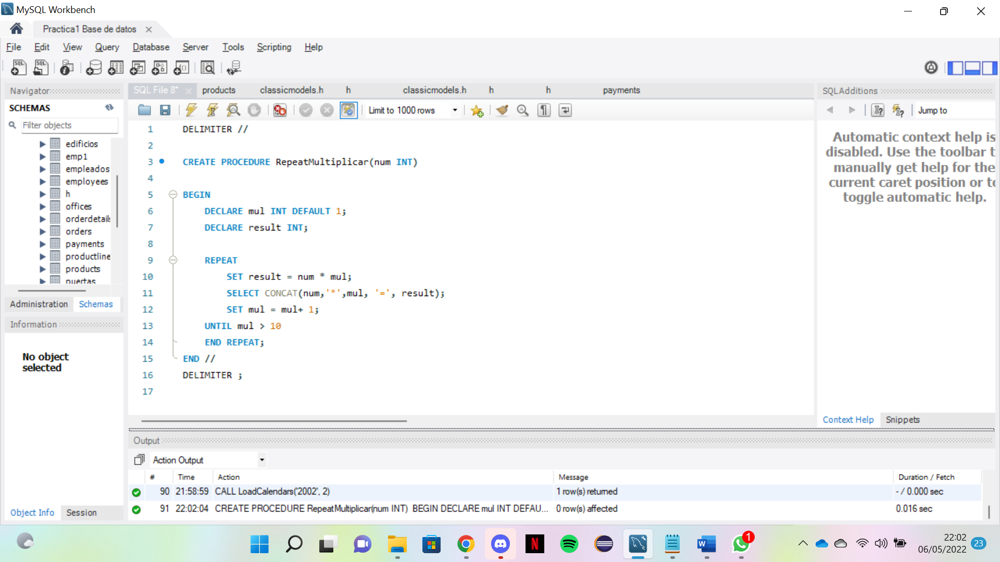 MySQL Workbench
Practica1 Base de datos
File Edit View Query Database Server Tools Scripting Help
Navigator
SCHEMAS
Filter objects
edificios
emp1
empleados
employees
h
offices
orderdetails
orders
payments
productline
products
puertas
Administration Schemas
Information
No object
selected
Object Info Session
SQL File 8* products classicmodels.h h classicmodels.h h h payments
Limit to 1000 rows
1 DELIMITER //
2
3 CREATE PROCEDURE RepeatMultiplicar(num INT)
4
5 BEGIN
6 DECLARE mul INT DEFAULT 1;
7 DECLARE result INT;
8
9 REPEAT
10 SET result = num * mul;
11 SELECT CONCAT(num,'*',mul, '=', result);
12 SET mul = mul+ 1;
13 UNTIL mul > 10
14 END REPEAT;
15 END //
16 DELIMITER ;
17
SQLAdditions
Jump to
Automatic context help is
disabled. Use the toolbar t
manually get help for the
current caret position or to
toggle automatic help.
Context Help Snippets
Output
Action Output
# Time Action Message Duration / Fetch
90 21:58:59 CALL LoadCalendars('2002', 2) 1 row(s) returned - / 0.000 sec
91 22:02:04 CREATE PROCEDURE RepeatMultiplicar(num INT) BEGIN DECLARE mul INT DEFAU... 0 row(s) affected 0.016 sec
1
22:02
06/05/2022
23